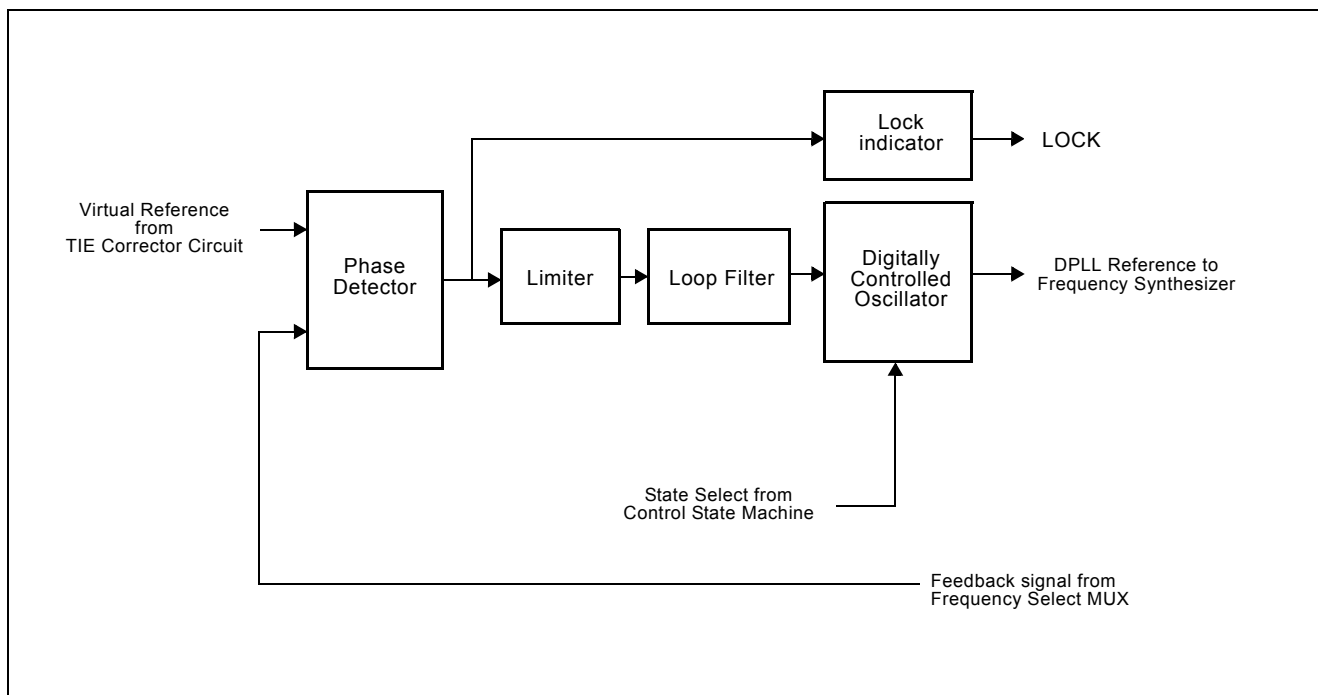 Lock
indicator
LOCK
Virtual Reference
from
TIE Corrector Circuit
Phase
Detector
Limiter
Loop Filter
Digitally
Controlled
Oscillator
DPLL Reference to
Frequency Synthesizer
State Select from
Control State Machine
Feedback signal from
Frequency Select MUX